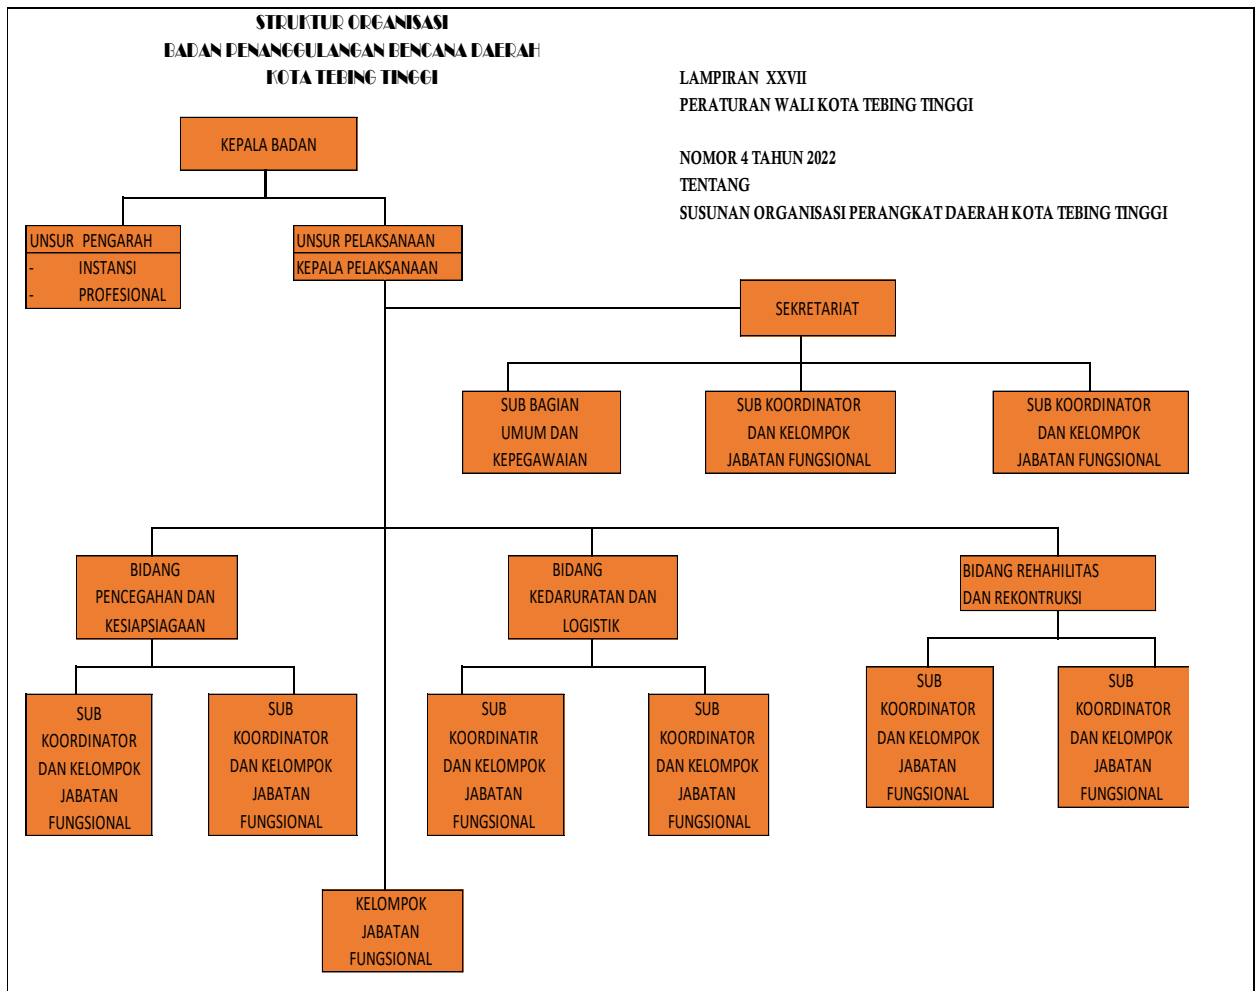 STRUKTUR ORGANISASI
BADAN PENANGGULANGAN BENCANA DAERAH
KOTA TEBING TINGGI
LAMPIRAN XXVII
PERATURAN WALI KOTA TEBING TINGGI
NOMOR 4 TAHUN 2022
TENTANG
SUSUNAN ORGANISASI PERANGKAT DAERAH KOTA TEBING TINGGI
KEPALA BADAN
UNSUR PENGARAH
- INSTANSI
- PROFESIONAL
UNSUR PELAKSANAAN
KEPALA PELAKSANAAN
SEKRETARIAT
SUB BAGIAN
UMUM DAN
KEPEGAWAIAN
SUB KOORDINATOR
DAN KELOMPOK
JABATAN FUNGSIONAL
SUB KOORDINATOR
DAN KELOMPOK
JABATAN FUNGSIONAL
BIDANG
PENCEGAHAN DAN
KESIAPSIAGAAN
BIDANG
KEDARURATAN DAN
LOGISTIK
BIDANG REHAHILITAS
DAN REKONTRUKSI
SUB
KOORDINATOR
DAN KELOMPOK
JABATAN
FUNGSIONAL
SUB
KOORDINATOR
DAN KELOMPOK
JABATAN
FUNGSIONAL
SUB
KOORDINATIR
DAN KELOMPOK
JABATAN
FUNGSIONAL
SUB
KOORDINATOR
DAN KELOMPOK
JABATAN
FUNGSIONAL
SUB
KOORDINATOR
DAN KELOMPOK
JABATAN
FUNGSIONAL
SUB
KOORDINATOR
DAN KELOMPOK
JABATAN
FUNGSIONAL
KELOMPOK
JABATAN
FUNGSIONAL